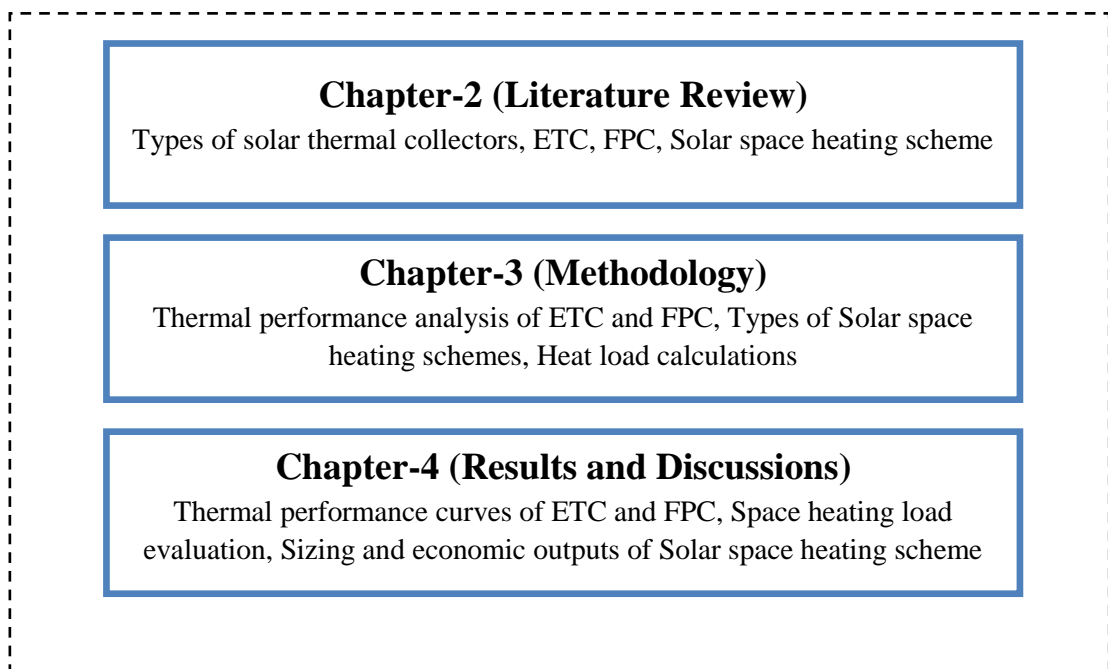 Chapter-2 (Literature Review)
Types of solar thermal collectors, ETC, FPC, Solar space heating scheme
Chapter-3 (Methodology)
Thermal performance analysis of ETC and FPC, Types of Solar space
heating schemes, Heat load calculations
Chapter-4 (Results and Discussions)
Thermal performance curves of ETC and FPC, Space heating load
evaluation, Sizing and economic outputs of Solar space heating scheme